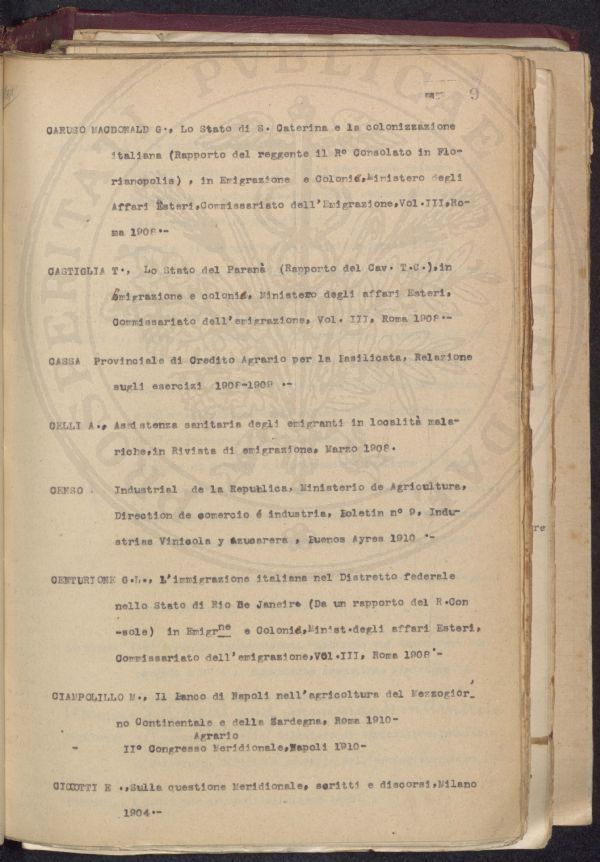 9
CARUSO MACDONALD G., Lo Stato di S. Caterina e la colonizzazione
italiana (Rapporto del reggente il R° Consolato in Flo-
rianopolis) , in Emigrazione e Colonie,Ministero degli
Affari Esteri,Commissariato dell'Emigrazione,Vol.III,Ro-
ma 1908.-
CASTIGLIA T., Lo Stato del Paranà (Rapporto del Cav. T.C.),in
Emigrazione e colonie, Ministero degli affari Esteri,
Commissariato dell'emigrazione, Vol. III, Roma 1908.-
CASSA Provinciale di Credito Agrario per la Basilicata, Relazione
sugli esercizi 1908-1909 .-
CELLI A., Assistenza sanitaria degli emigranti in località mala-
riche,in Rivista di emigrazione, Marzo 1908.
CENSO Industrial de la Republica, Ministerio de Agricultura,
Direction de comercio é industria, Boletin n° 9, Indu-
strias Vinicola y azucarera , Buenos Ayres 1910 .-
CENTURIONE G.L., L'immigrazione italiana nel Distretto federale
nello Stato di Rio De Janeiro (Da un rapporto del R.Con
-sole) in Emigrne e Colonie,Minist.degli affari Esteri,
Commissariato dell'emigrazione,Vol.III, Roma 1908.-
CIAMPOLILLO M., Il Banco di Napoli nell'agricoltura del Mezzogior_
no Continentale e della Sardegna, Roma 1910-
Agrario
- II° Congresso Meridionale,Napoli 1910-
CICCOTTI E .,Sulla questione Meridionale, scritti e discorsi,Milano
1904.-
re
SOSIERITATI PVBLICAE